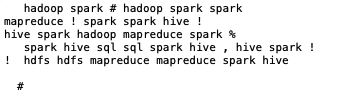 hadoop spark # hadoop spark spark
mapreduce ! spark spark hive !
hive spark hadoop mapreduce spark %
spark hive sql sql spark hive , hive spark !
! hdfs hdfs mapreduce mapreduce spark hive
#